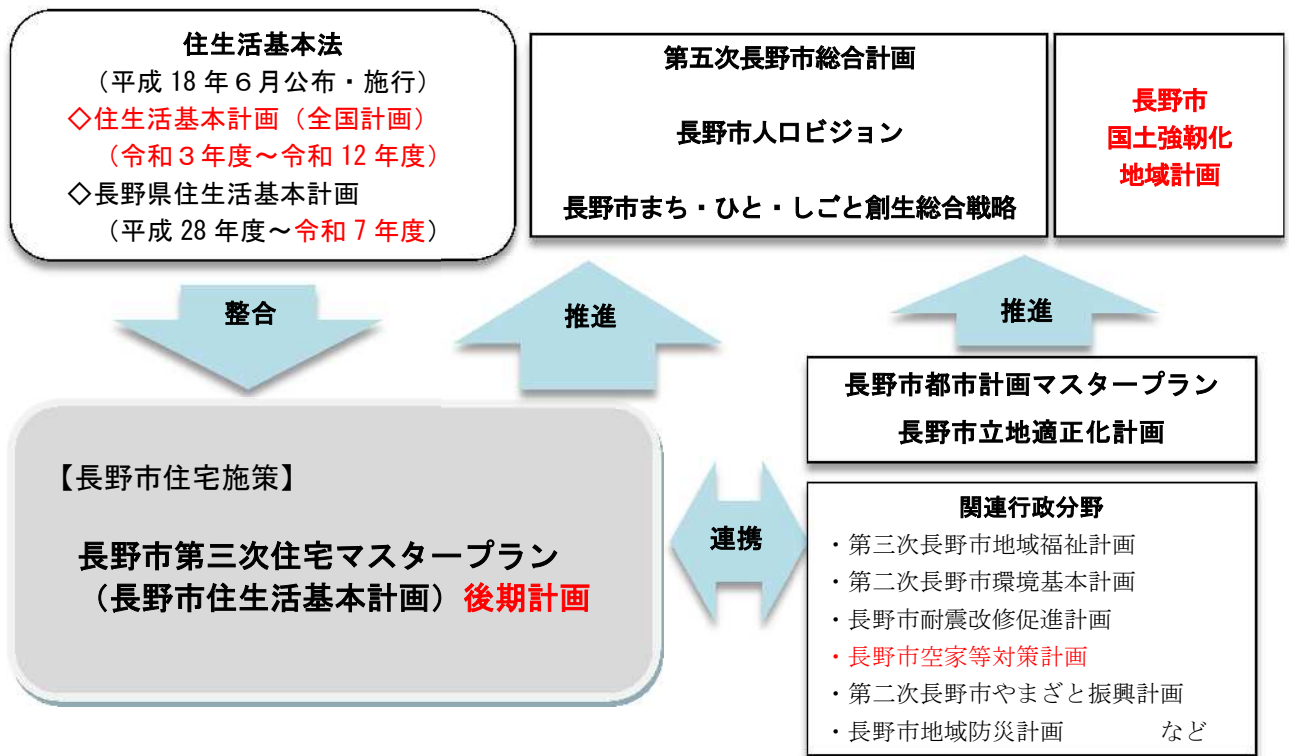 住生活基本法
（平成 18 年６月公布・施行）
◇住生活基本計画（全国計画）
（令和３年度～令和 12 年度）
◇長野県住生活基本計画
（平成 28 年度～令和 7 年度）
第五次長野市総合計画
長野市人口ビジョン
長野市まち・ひと・しごと創生総合戦略
長野市
国土強靱化
地域計画
整合
推進
推進
長野市都市計画マスタープラン
長野市立地適正化計画
【長野市住宅施策】
長野市第三次住宅マスタープラン
（長野市住生活基本計画）後期計画
連携
関連行政分野
・第三次長野市地域福祉計画
・第二次長野市環境基本計画
・長野市耐震改修促進計画
・長野市空家等対策計画
・第二次長野市やまざと振興計画
・長野市地域防災計画　　　など